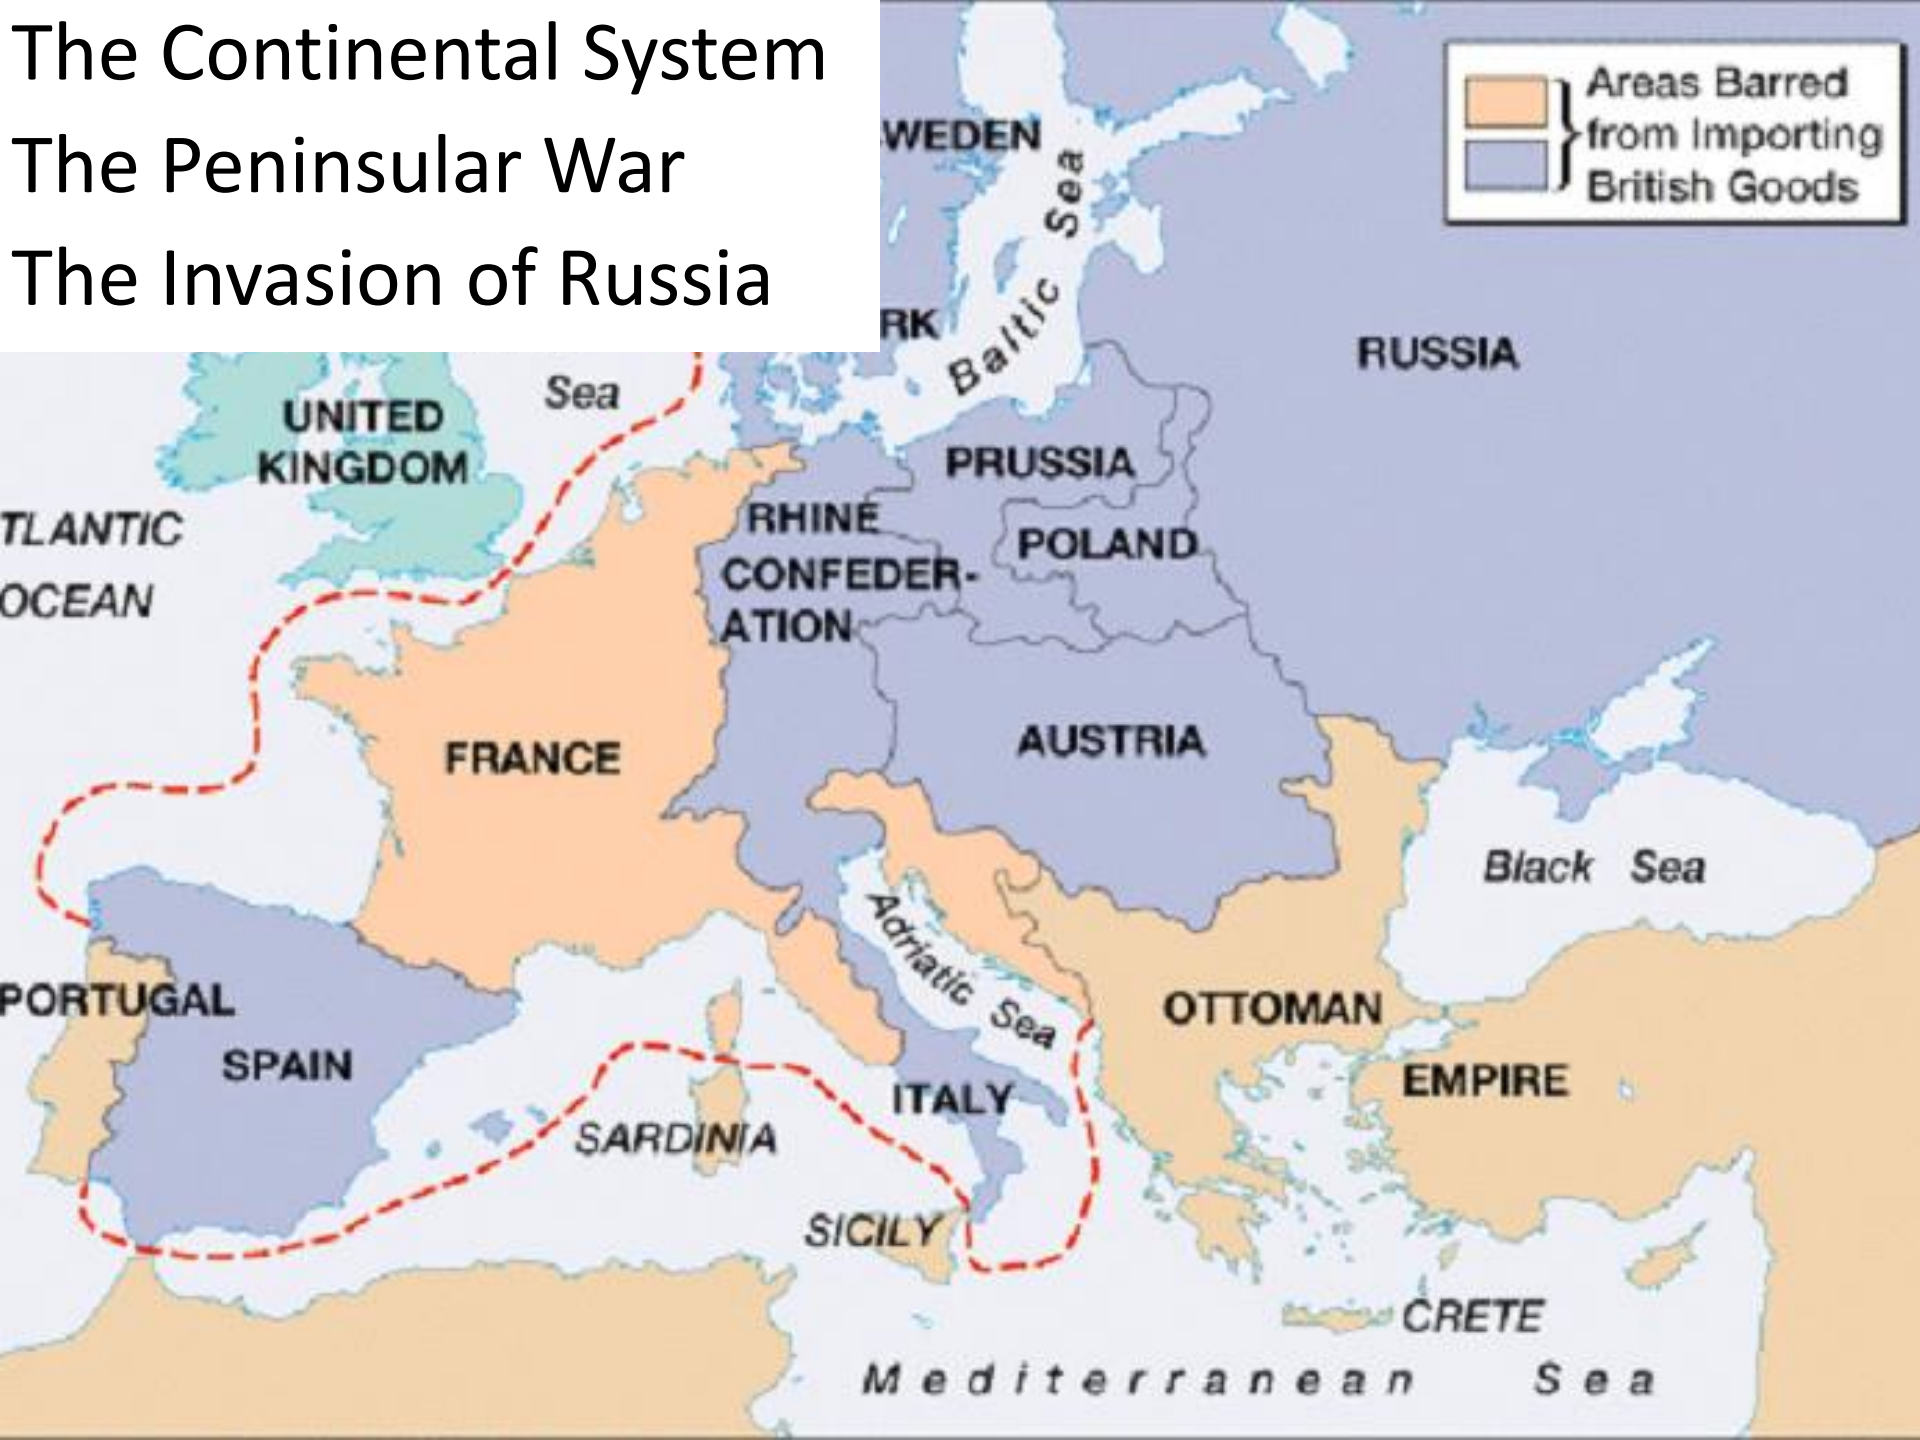 The Continental System
The Peninsular War
The Invasion of Russia
Areas Barred
from Importing
British Goods
WEDEN
Baltic Sea
RK
RUSSIA
Sea
UNITED
KINGDOM
PRUSSIA
TLANTIC
OCEAN
RHINE
CONFEDER-
ATION
POLAND
FRANCE
AUSTRIA
Black Sea
Adriatic Sea
PORTUGAL
SPAIN
OTTOMAN
EMPIRE
ITALY
SARDINIA
SICILY
CRETE
Mediterranean Sea